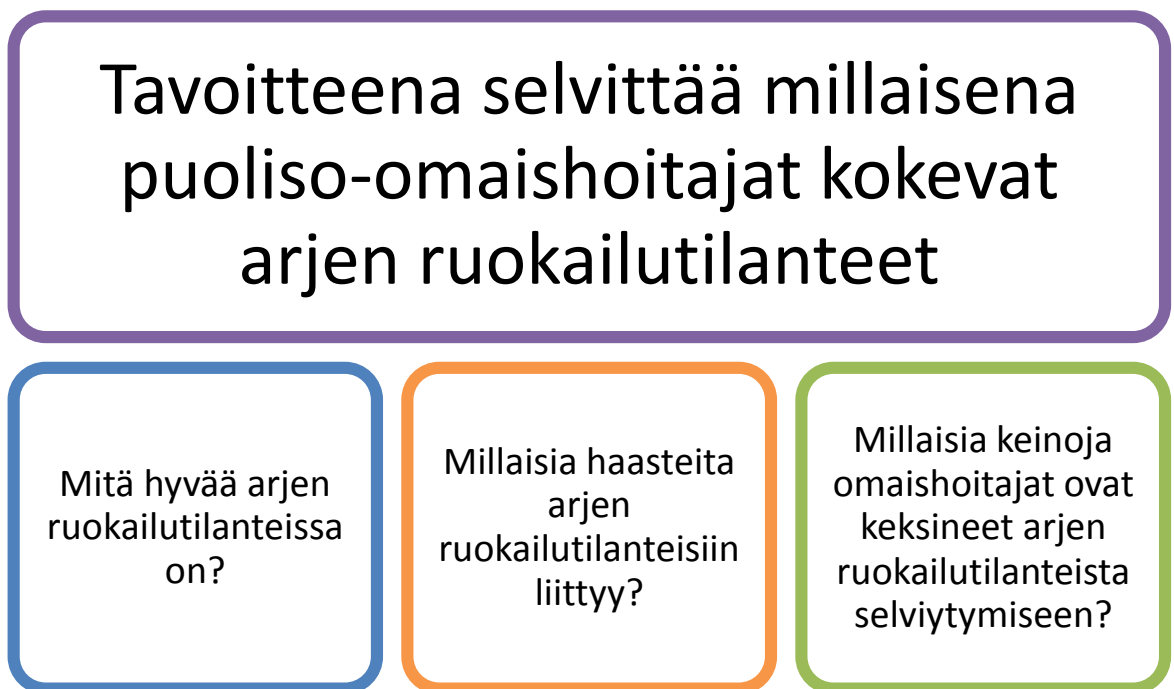 Tavoitteena selvittää millaisena
puoliso-omaishoitajat kokevat
arjen ruokailutilanteet
Mitä hyvää arjen
ruokailutilanteissa
on?
Millaisia haasteita
arjen
ruokailutilanteisiin
liittyy?
Millaisia keinoja
omaishoitajat ovat
keksineet arjen
ruokailutilanteista
selviytymiseen?